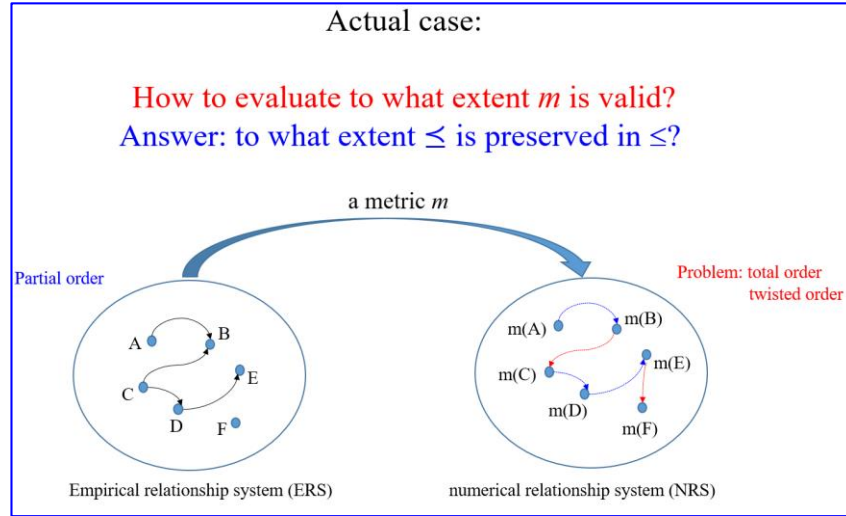 Actual case:
How to evaluate to what extent m is valid?
Answer: to what extent ⪯ is preserved in ≤?
a metric m
Partial order
Problem: total order
twisted order
A
B
C
D
E
F
m(A)
m(B)
m(C)
m(D)
m(E)
m(F)
Empirical relationship system (ERS)
numerical relationship system (NRS)